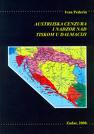 Ivan Pederin
AUSTRIJSKA CENZURA
I NADZOR NAD
TISKOM U DALMACIJI
Zadar, 2008.